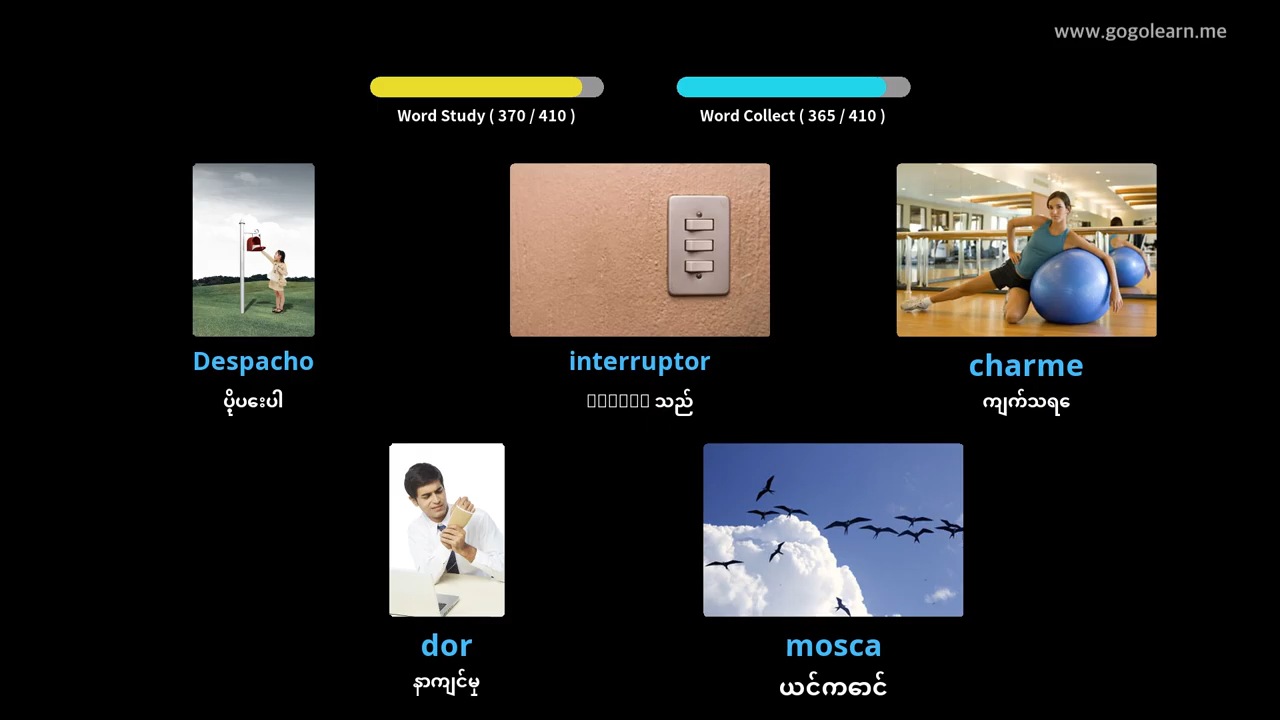 www.gogolearn.me
Word Study ( 370 / 410 )
Word Collect ( 365 / 410 )
Despacho
interruptor
charme
ပို့ပေးပါ
သည်
ကျက်သရေ
dor
mosca
နာကျင်မှု
ယင်ကောင်